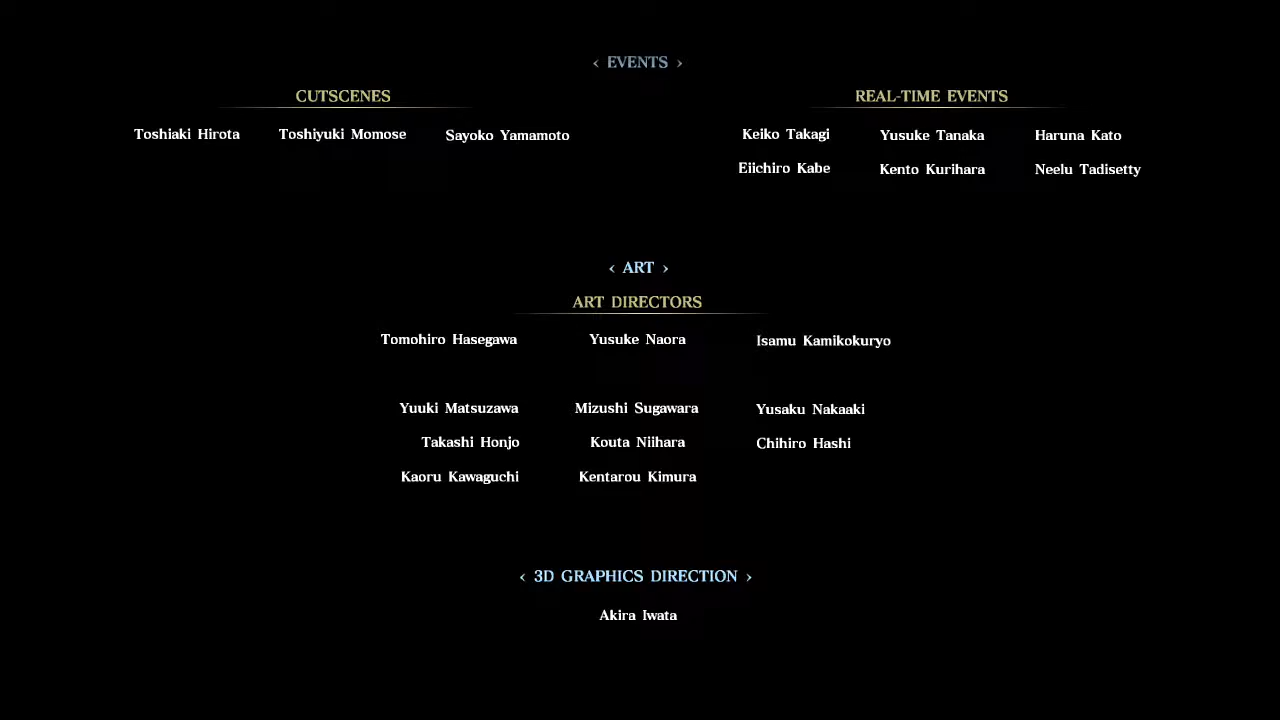 ‹ EVENTS ›
CUTSCENES
Toshiaki Hirota Toshiyuki Momose Sayoko Yamamoto
REAL-TIME EVENTS
Keiko Takagi Yusuke Tanaka Haruna Kato
Eiichiro Kabe Kento Kurihara Neelu Tadisetty
‹ ART ›
ART DIRECTORS
Tomohiro Hasegawa Yusuke Naora Isamu Kamikokuryo
Yuuki Matsuzawa Mizushi Sugawara Yusaku Nakaaki
Takashi Honjo Kouta Niihara Chihiro Hashi
Kaoru Kawaguchi Kentarou Kimura
‹ 3D GRAPHICS DIRECTION ›
Akira Iwata